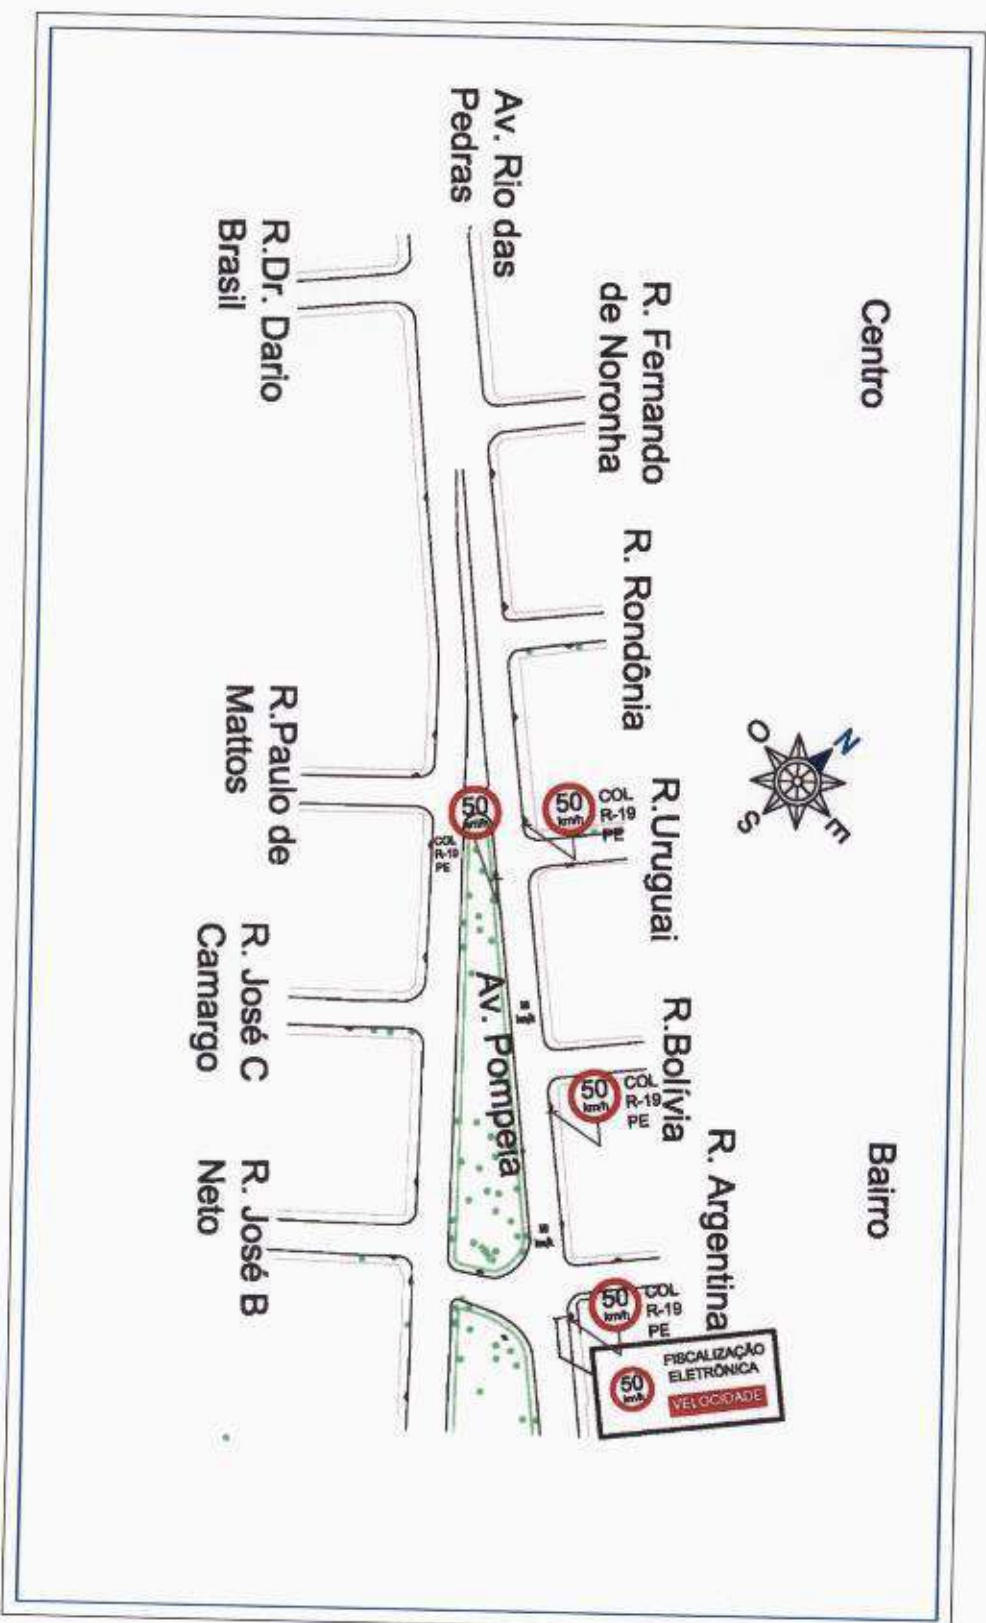 Centro
Bairro
Av. Rio das
Pedras
R. Fernando
de Noronha
R. Rondônia
R.Uruguai
R.Bolívia
R. Argentina
N
E
S
O
50
km/h
COL
R-19
PE
50
km/h
COL
R-19
PE
50
km/h
COL
R-19
PE
50
km/h
COL
R-19
PE
FISCALIZAÇÃO
ELETRÔNICA
50
km/h
VELOCIDADE
Av. Pompeia
R.Dr. Dario
Brasil
R.Paulo de
Mattos
R. José C
Camargo
R. José B
Neto